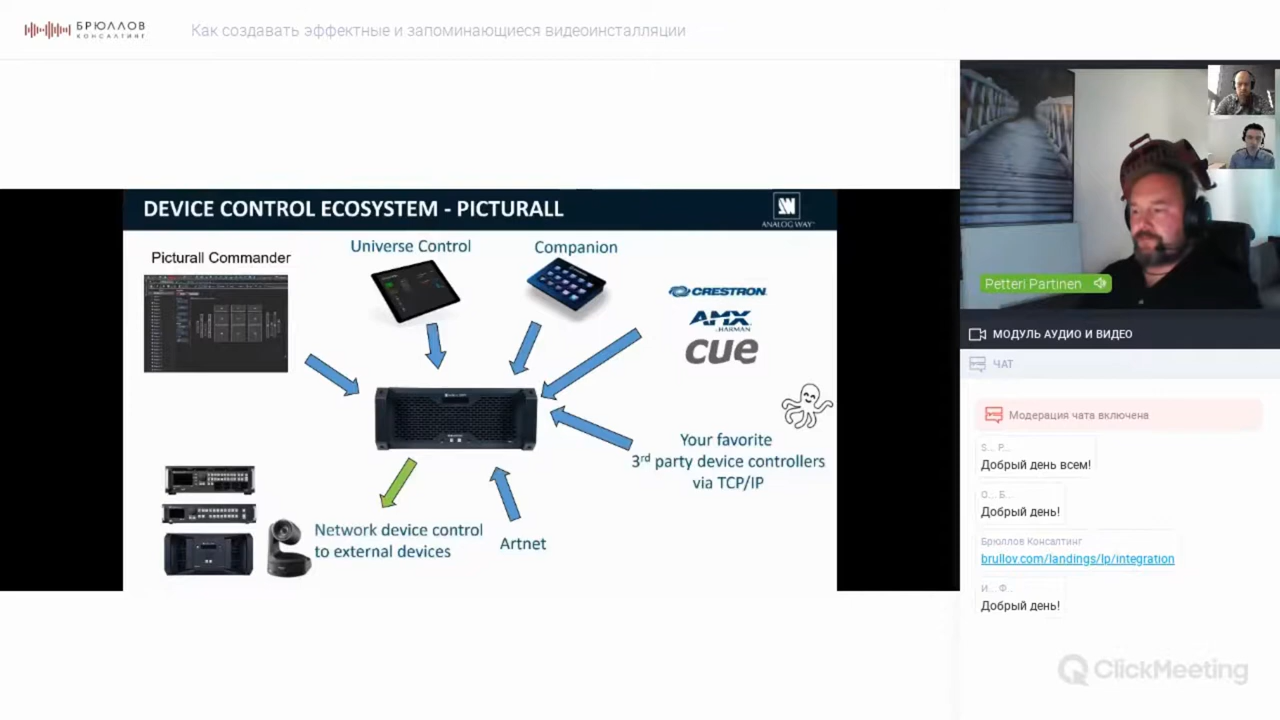 БРЮЛЛОВ
КОНСАЛТИНГ
Как создавать эффектные и запоминающиеся видеоинсталляции
DEVICE CONTROL ECOSYSTEM - PICTURALL
ANALOG WAY
Picturall Commander
Universe Control
Companion
CRESTRON
AMX
HARMAN
cue
Your favorite
3rd party device controllers
via TCP/IP
Network device control
to external devices
Artnet
Petteri Partinen
МОДУЛЬ АУДИО И ВИДЕО
ЧАТ
Модерация чата включена
S... P...
Добрый день всем!
О... Б...
Добрый день!
Брюллов Консалтинг
brullov.com/landings/lp/integration
И... Ф...
Добрый день!
ClickMeeting